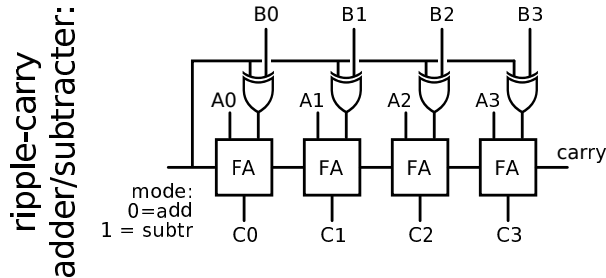 ripple-carry
adder/subtracter:
B0 B1 B2 B3
A0 A1 A2 A3
FA FA FA FA
carry
mode:
0=add
1 = subtr
C0 C1 C2 C3